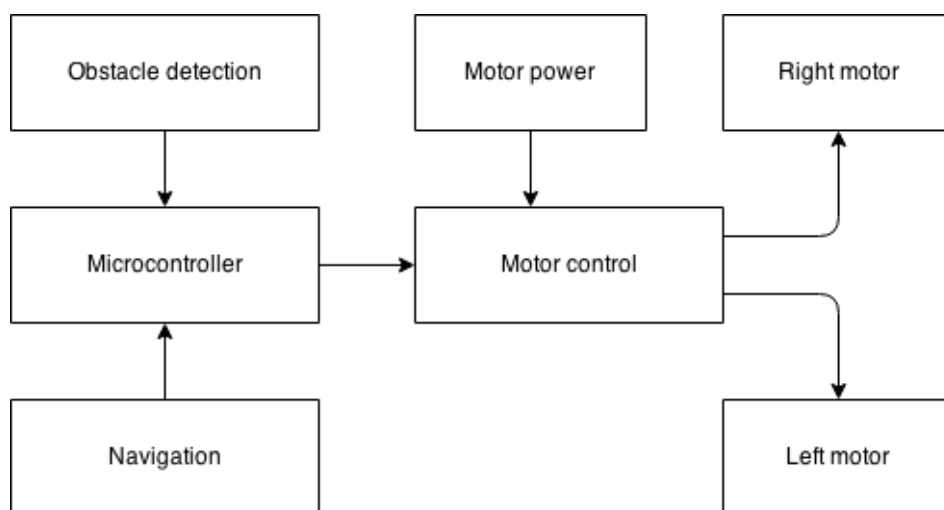 Obstacle detection
Motor power
Right motor
Microcontroller
Motor control
Navigation
Left motor